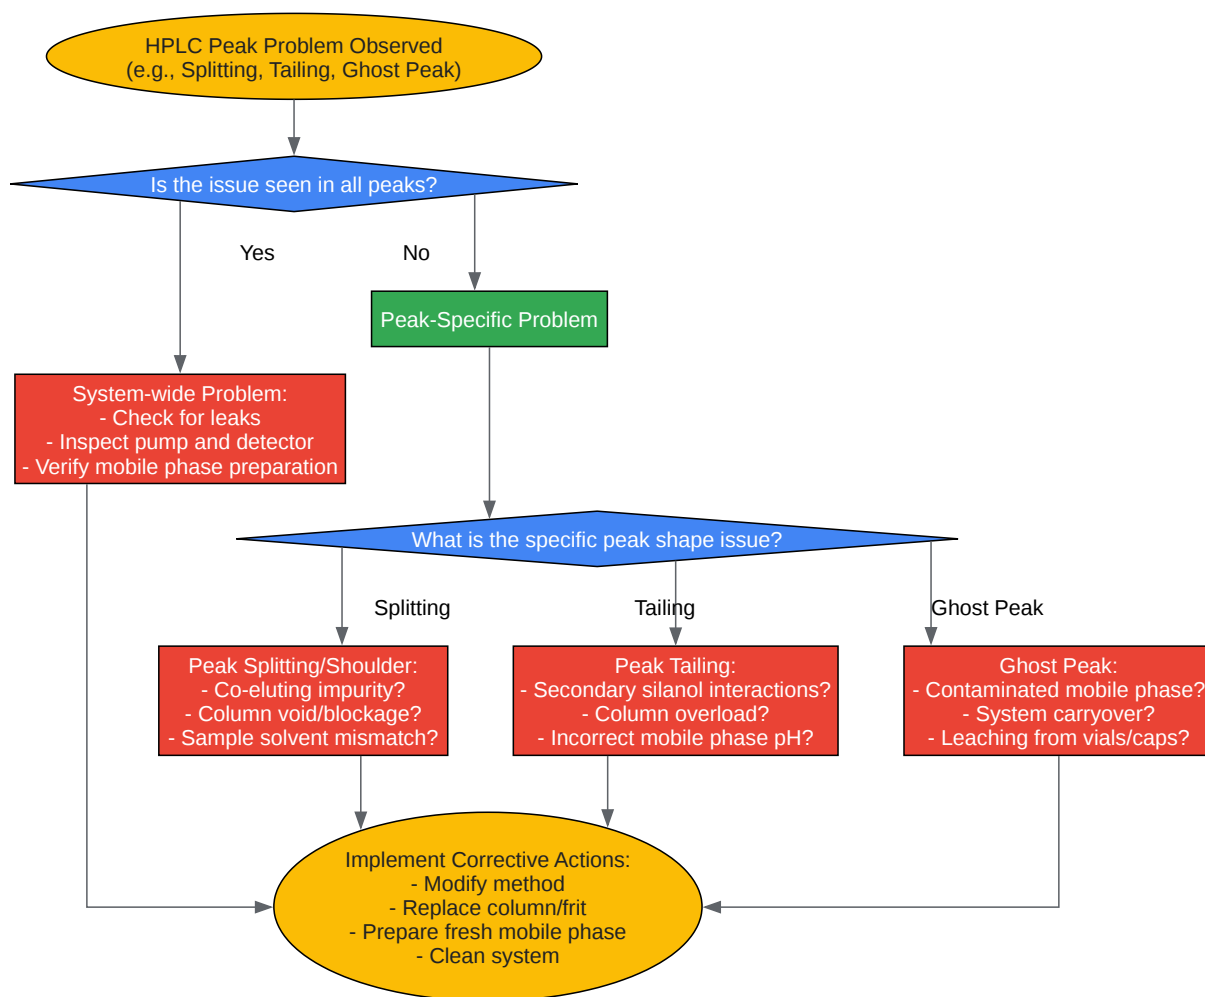 HPLC Peak Problem Observed
(e.g., Splitting, Tailing, Ghost Peak)
Is the issue seen in all peaks?
Yes
No
Peak-Specific Problem
System-wide Problem:
- Check for leaks
- Inspect pump and detector
- Verify mobile phase preparation
What is the specific peak shape issue?
Splitting
Tailing
Ghost Peak
Peak Splitting/Shoulder:
- Co-eluting impurity?
- Column void/blockage?
- Sample solvent mismatch?
Peak Tailing:
- Secondary silanol interactions?
- Column overload?
- Incorrect mobile phase pH?
Ghost Peak:
- Contaminated mobile phase?
- System carryover?
- Leaching from vials/caps?
Implement Corrective Actions:
- Modify method
- Replace column/frit
- Prepare fresh mobile phase
- Clean system